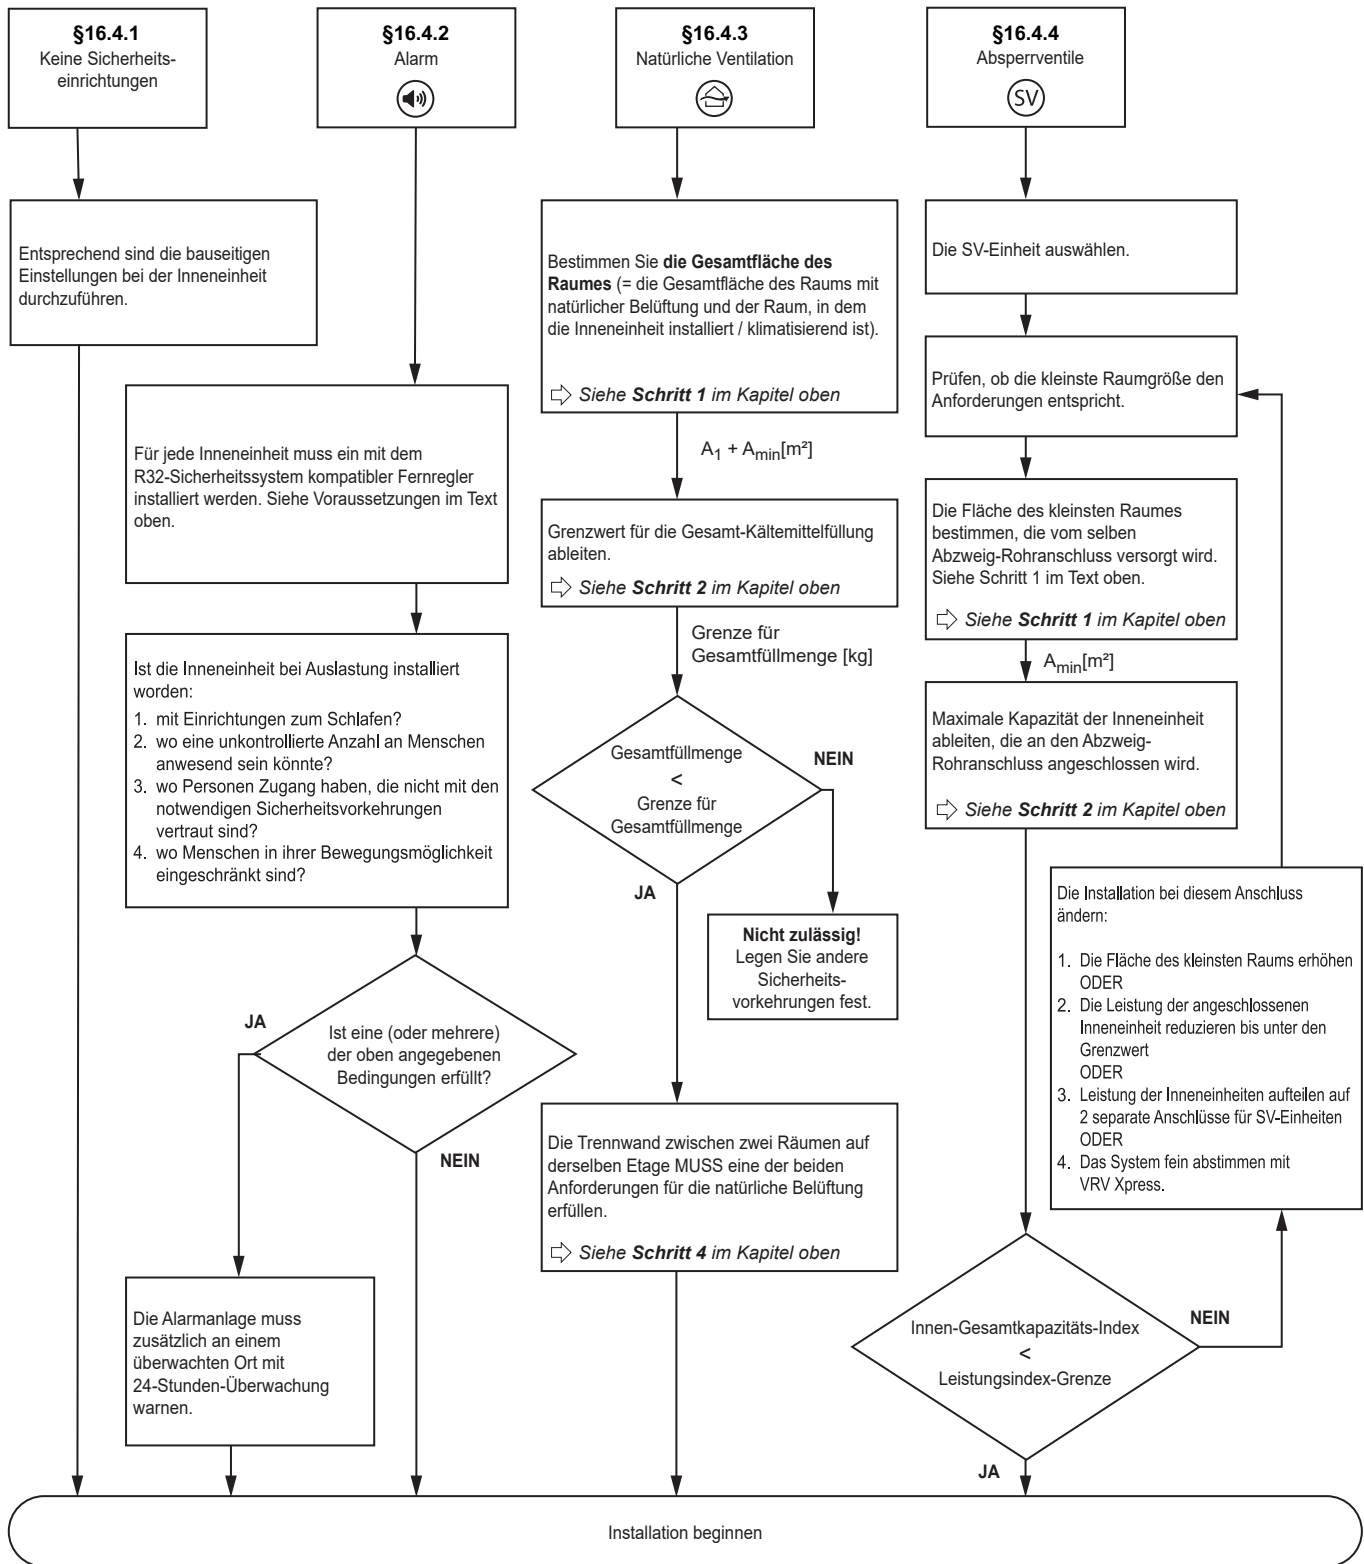 §16.4.1
Keine Sicherheits-
einrichtungen
§16.4.2
Alarm
§16.4.3
Natürliche Ventilation
§16.4.4
Absperrventile
SV
Entsprechend sind die bauseitigen
Einstellungen bei der Inneneinheit
durchzuführen.
Für jede Inneneinheit muss ein mit dem
R32-Sicherheitssystem kompatibler Fernregler
installiert werden. Siehe Voraussetzungen im Text
oben.
Ist die Inneneinheit bei Auslastung installiert
worden:
1. mit Einrichtungen zum Schlafen?
2. wo eine unkontrollierte Anzahl an Menschen
anwesend sein könnte?
3. wo Personen Zugang haben, die nicht mit den
notwendigen Sicherheitsvorkehrungen
vertraut sind?
4. wo Menschen in ihrer Bewegungsmöglichkeit
eingeschränkt sind?
JA
Ist eine (oder mehrere)
der oben angegebenen
Bedingungen erfüllt?
NEIN
Die Alarmanlage muss
zusätzlich an einem
überwachten Ort mit
24-Stunden-Überwachung
warnen.
Bestimmen Sie die Gesamtfläche des
Raumes (= die Gesamtfläche des Raums mit
natürlicher Belüftung und der Raum, in dem
die Inneneinheit installiert / klimatisierend ist).
⇨ Siehe Schritt 1 im Kapitel oben
A1 + Amin[m²]
Grenzwert für die Gesamt-Kältemittelfüllung
ableiten.
⇨ Siehe Schritt 2 im Kapitel oben
Grenze für
Gesamtfüllmenge [kg]
Gesamtfüllmenge
<
Grenze für
Gesamtfüllmenge
NEIN
JA
Nicht zulässig!
Legen Sie andere
Sicherheits-
vorkehrungen fest.
Die Trennwand zwischen zwei Räumen auf
derselben Etage MUSS eine der beiden
Anforderungen für die natürliche Belüftung
erfüllen.
⇨ Siehe Schritt 4 im Kapitel oben
Die SV-Einheit auswählen.
Prüfen, ob die kleinste Raumgröße den
Anforderungen entspricht.
Die Fläche des kleinsten Raumes
bestimmen, die vom selben
Abzweig-Rohranschluss versorgt wird.
Siehe Schritt 1 im Text oben.
⇨ Siehe Schritt 1 im Kapitel oben
Amin[m²]
Maximale Kapazität der Inneneinheit
ableiten, die an den Abzweig-
Rohranschluss angeschlossen wird.
⇨ Siehe Schritt 2 im Kapitel oben
Die Installation bei diesem Anschluss
ändern:
1. Die Fläche des kleinsten Raums erhöhen
ODER
2. Die Leistung der angeschlossenen
Inneneinheit reduzieren bis unter den
Grenzwert
ODER
3. Leistung der Inneneinheiten aufteilen auf
2 separate Anschlüsse für SV-Einheiten
ODER
4. Das System fein abstimmen mit
VRV Xpress.
Innen-Gesamtkapazitäts-Index
<
Leistungsindex-Grenze
NEIN
JA
Installation beginnen